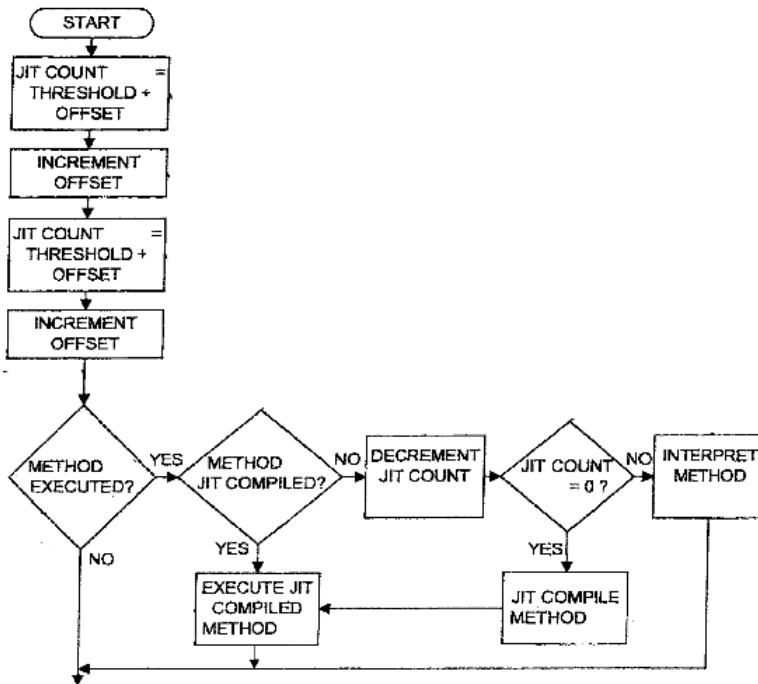 START
JIT COUNT =
THRESHOLD +
OFFSET
INCREMENT
OFFSET
JIT COUNT =
THRESHOLD +
OFFSET
INCREMENT
OFFSET
METHOD
EXECUTED?
YES
NO
METHOD
JIT COMPILED?
NO
YES
DECREMENT
JIT COUNT
JIT COUNT
= 0 ?
NO
YES
INTERPRET
METHOD
EXECUTE JIT
COMPILED
METHOD
JIT COMPILE
METHOD